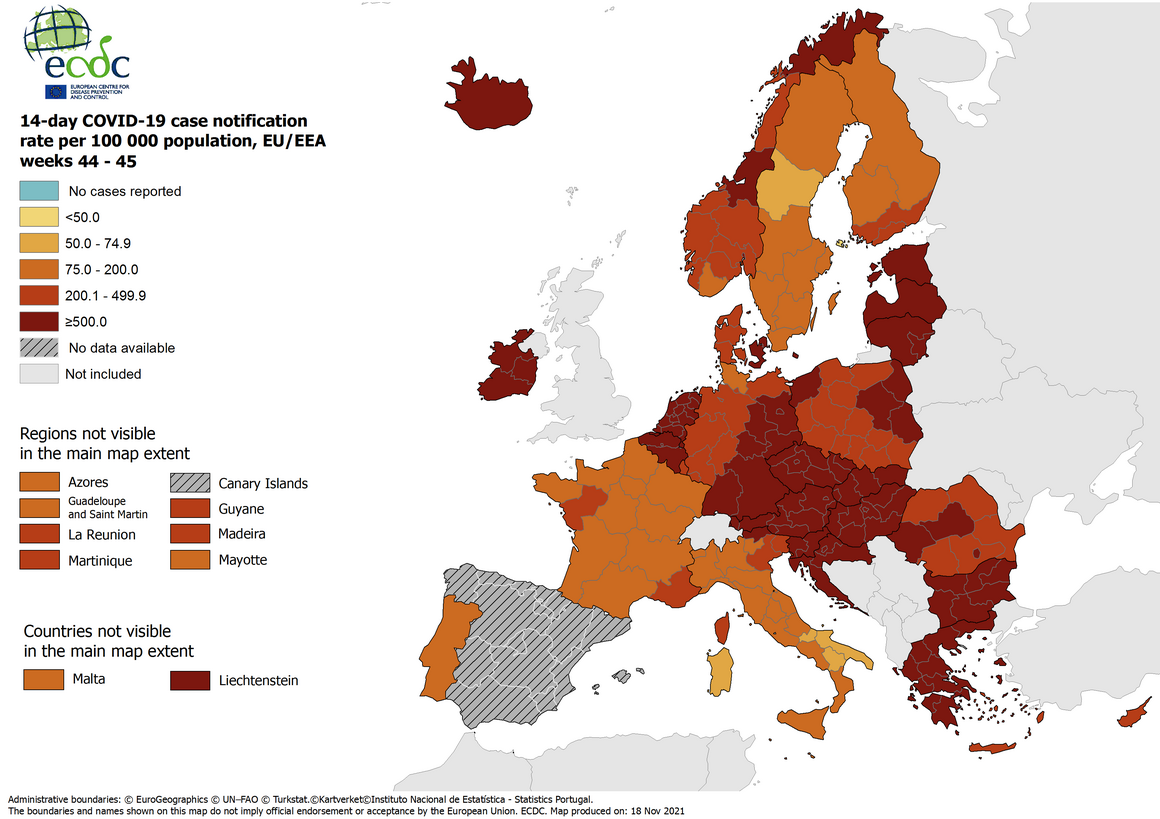 ecdc
EUROPEAN CENTRE FOR
DISEASE PREVENTION
AND CONTROL
14-day COVID-19 case notification
rate per 100 000 population, EU/EEA
weeks 44 - 45
No cases reported
<50.0
50.0 - 74.9
75.0 - 200.0
200.1 - 499.9
≥500.0
No data available
Not included
Regions not visible
in the main map extent
Azores
Canary Islands
Guadeloupe
and Saint Martin
Guyane
La Reunion
Madeira
Martinique
Mayotte
Countries not visible
in the main map extent
Malta
Liechtenstein
Administrative boundaries: © EuroGeographics © UN–FAO © Turkstat.©Kartverket©Instituto Nacional de Estatística - Statistics Portugal.
The boundaries and names shown on this map do not imply official endorsement or acceptance by the European Union. ECDC. Map produced on: 18 Nov 2021